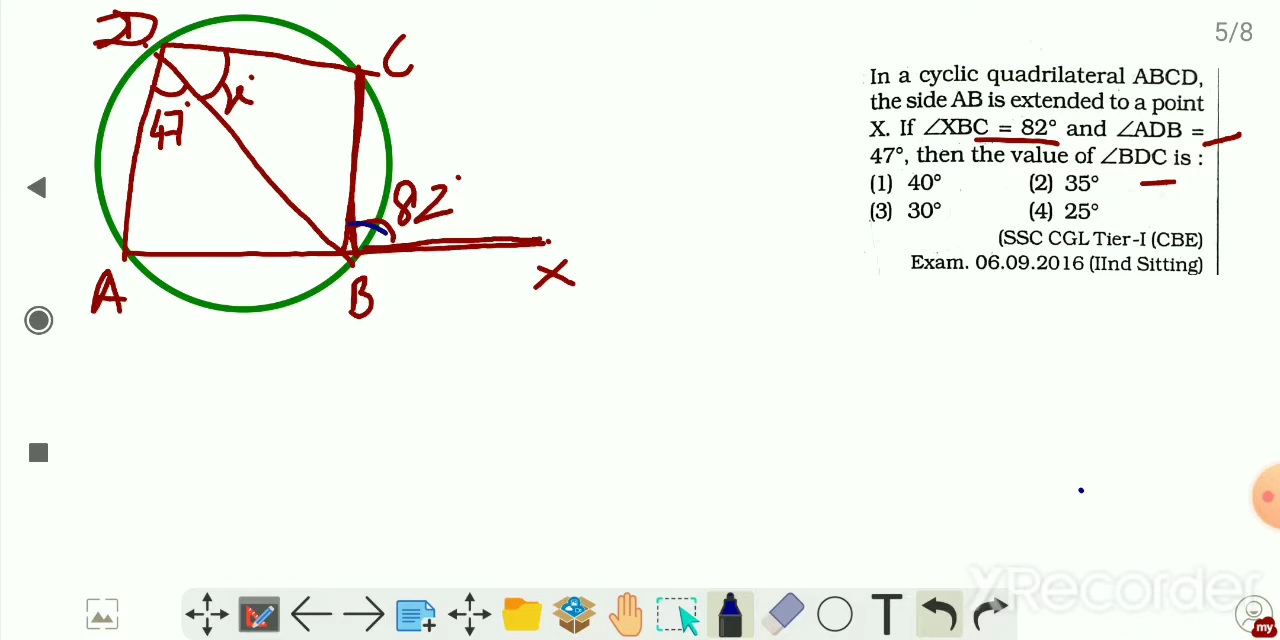 5/8
D
C
47°
x°
82°
A
B
X
In a cyclic quadrilateral ABCD,
the side AB is extended to a point
X. If ∠XBC = 82° and ∠ADB =
47°, then the value of ∠BDC is :
(1) 40° (2) 35°
(3) 30° (4) 25°
(SSC CGL Tier-I (CBE)
Exam. 06.09.2016 (IInd Sitting)
T
XRecorder
my